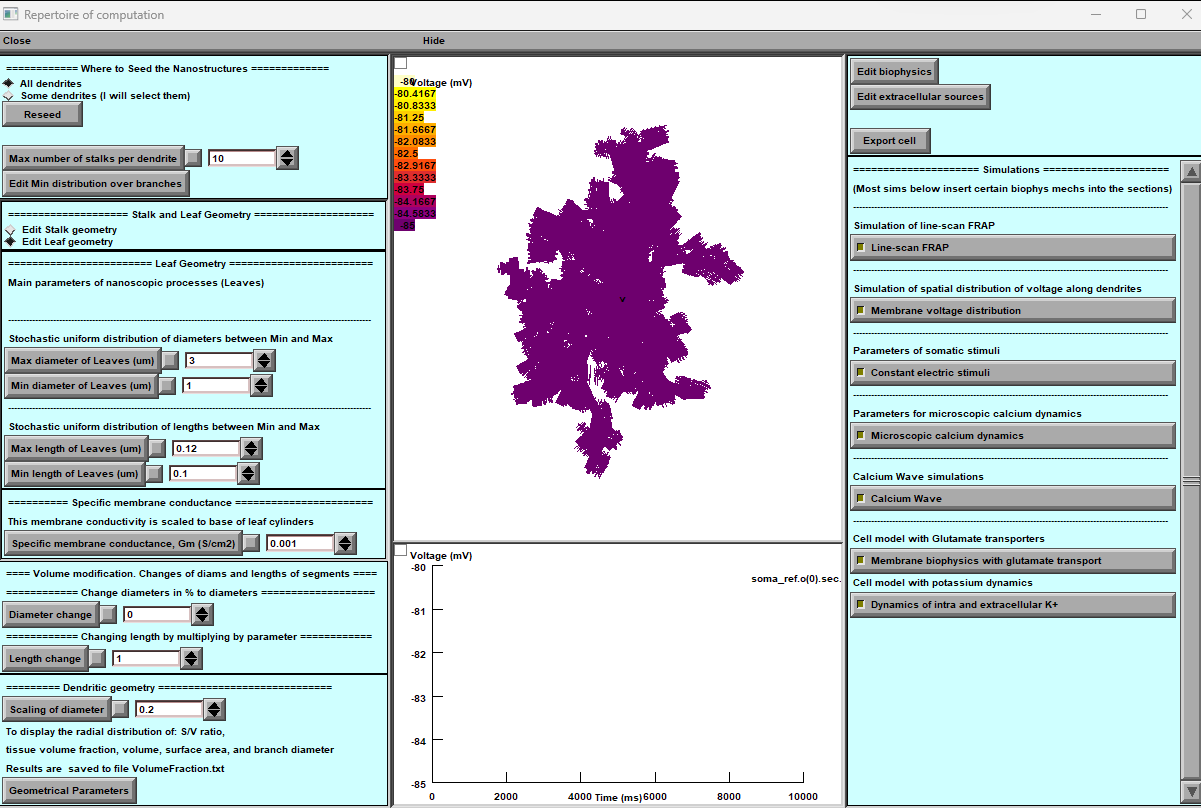 Repertoire of computation
Close
Hide
============ Where to Seed the Nanostructures =============
All dendrites
Some dendrites (I will select them)
Reseed
Max number of stalks per dendrite
10
Edit Min distribution over branches
==================== Stalk and Leaf Geometry ====================
Edit Stalk geometry
Edit Leaf geometry
======================== Leaf Geometry ========================
Main parameters of nanoscopic processes (Leaves)
Stochastic uniform distribution of diameters between Min and Max
Max diameter of Leaves (um)
3
Min diameter of Leaves (um)
1
Stochastic uniform distribution of lengths between Min and Max
Max length of Leaves (um)
0.12
Min length of Leaves (um)
0.1
========== Specific membrane conductance =======================
This membrane conductivity is scaled to base of leaf cylinders
Specific membrane conductance, Gm (S/cm2)
0.001
==== Volume modification. Changes of diams and lengths of segments ====
============ Change diameters in % to diameters ===================
Diameter change
0
============ Changing length by multiplying by parameter ============
Length change
1
========= Dendritic geometry =============================
Scaling of diameter
0.2
To display the radial distribution of: S/V ratio,
tissue volume fraction, volume, surface area, and branch diameter
Results are saved to file VolumeFraction.txt
Geometrical Parameters
Voltage (mV)
-80
-80.4167
-80.8333
-81.25
-81.6667
-82.0833
-82.5
-82.9167
-83.3333
-83.75
-84.1667
-84.5833
-85
Voltage (mV)
-80
soma_ref.o(0).sec.
-81
-82
-83
-84
-85
0
2000
4000
Time (ms)
6000
8000
10000
Edit biophysics
Edit extracellular sources
Export cell
===================== Simulations =====================
(Most sims below insert certain biophys mechs into the sections)
Simulation of line-scan FRAP
Line-scan FRAP
Simulation of spatial distribution of voltage along dendrites
Membrane voltage distribution
Parameters of somatic stimuli
Constant electric stimuli
Parameters for microscopic calcium dynamics
Microscopic calcium dynamics
Calcium Wave simulations
Calcium Wave
Cell model with Glutamate transporters
Membrane biophysics with glutamate transport
Cell model with potassium dynamics
Dynamics of intra and extracellular K+